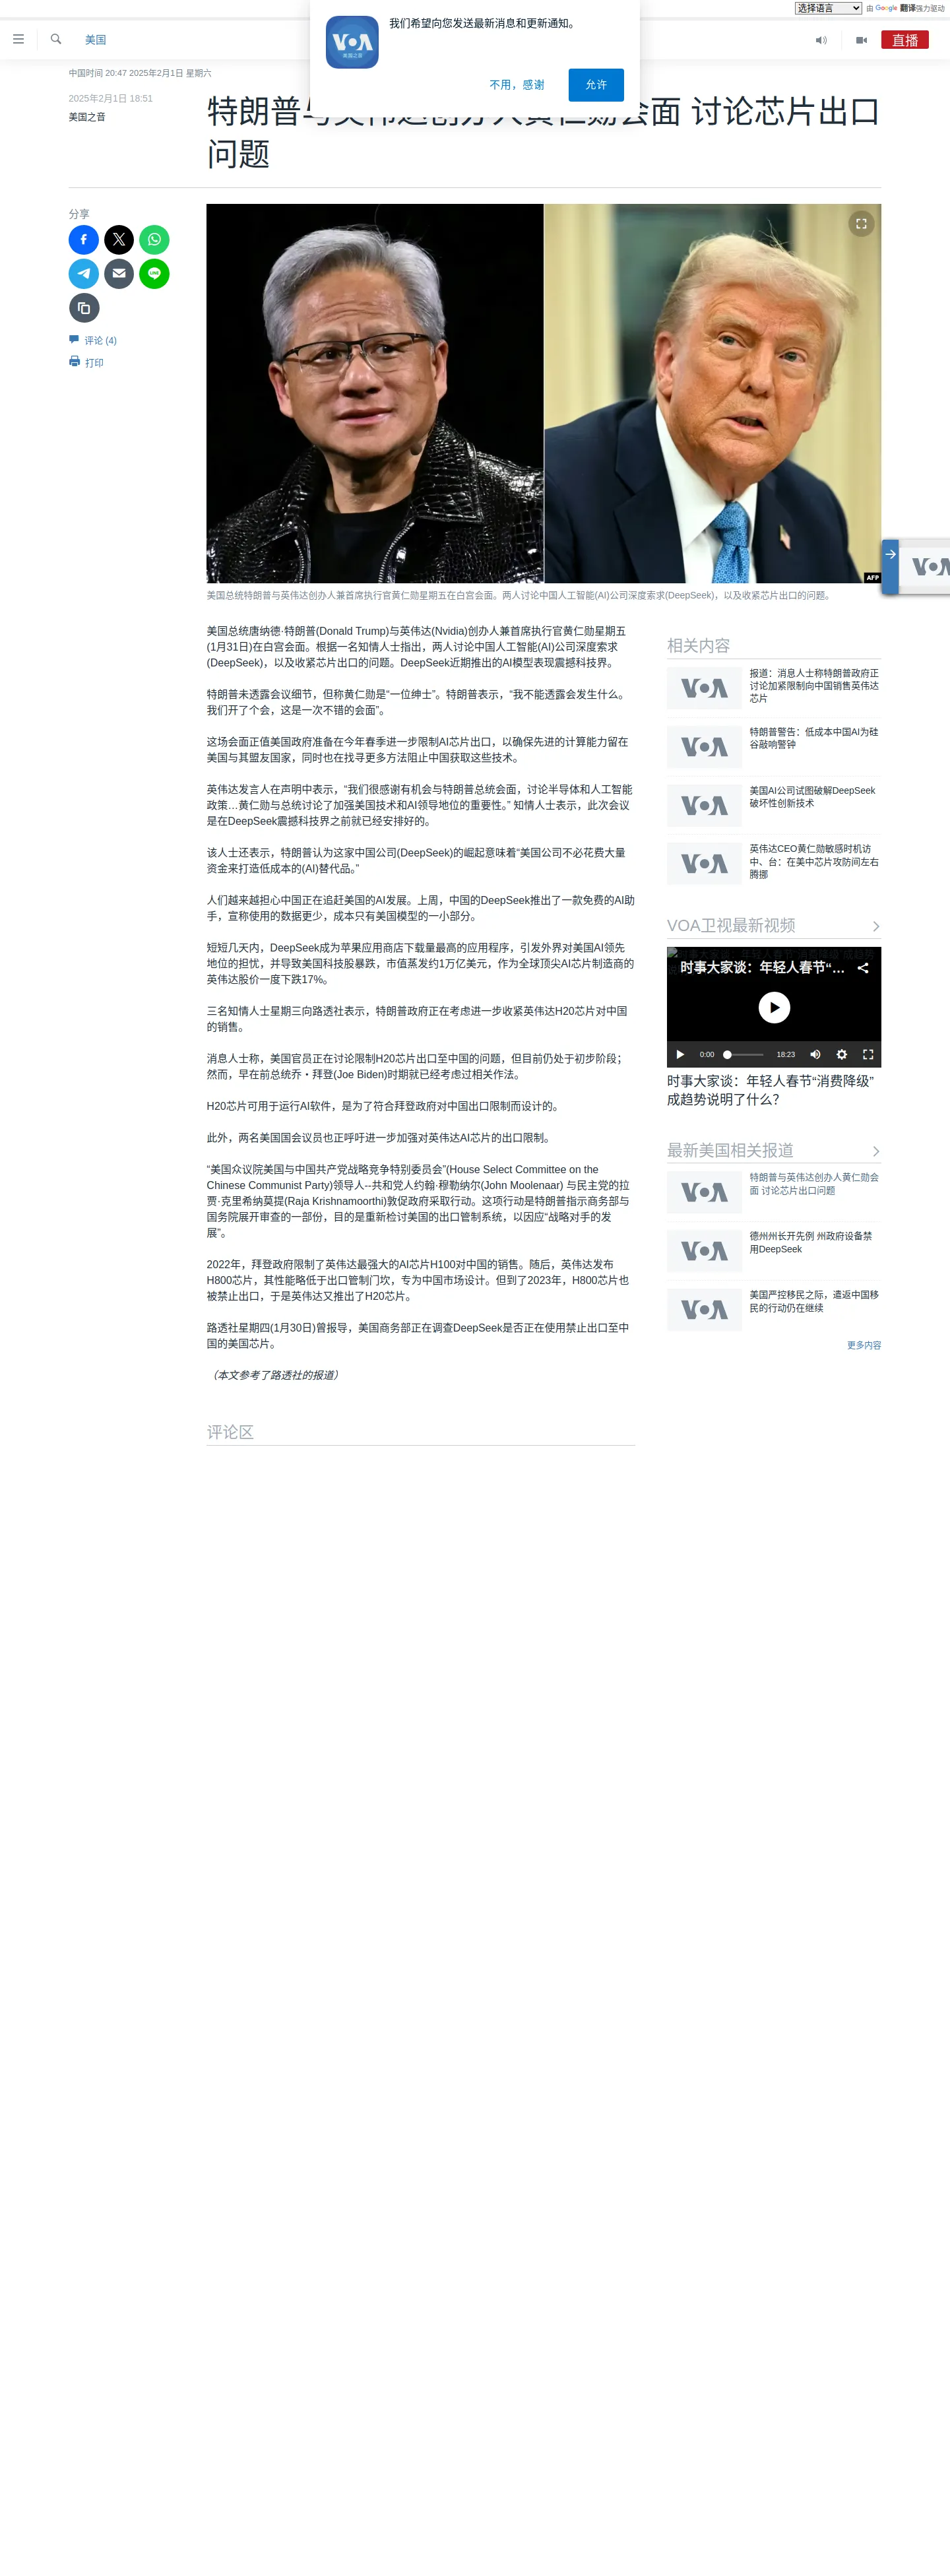 选择语言
由 Google 翻译强力驱动
我们希望向您发送最新消息和更新通知。
VOA
美国之音
不用，感谢
允许
美国
直播
中国时间 20:47 2025年2月1日 星期六
2025年2月1日 18:51
美国之音
特朗普与英伟达创办人黄仁勋会面 讨论芯片出口
问题
分享
评论 (4)
打印
AFP
美国总统特朗普与英伟达创办人兼首席执行官黄仁勋星期五在白宫会面。两人讨论中国人工智能(AI)公司深度索求(DeepSeek)，以及收紧芯片出口的问题。
美国总统唐纳德·特朗普(Donald Trump)与英伟达(Nvidia)创办人兼首席执行官黄仁勋星期五
(1月31日)在白宫会面。根据一名知情人士指出，两人讨论中国人工智能(AI)公司深度索求
(DeepSeek)，以及收紧芯片出口的问题。DeepSeek近期推出的AI模型表现震撼科技界。
特朗普未透露会议细节，但称黄仁勋是“一位绅士”。特朗普表示，“我不能透露会发生什么。
我们开了个会，这是一次不错的会面”。
这场会面正值美国政府准备在今年春季进一步限制AI芯片出口，以确保先进的计算能力留在
美国与其盟友国家，同时也在找寻更多方法阻止中国获取这些技术。
英伟达发言人在声明中表示，“我们很感谢有机会与特朗普总统会面，讨论半导体和人工智能
政策…黄仁勋与总统讨论了加强美国技术和AI领导地位的重要性。” 知情人士表示，此次会议
是在DeepSeek震撼科技界之前就已经安排好的。
该人士还表示，特朗普认为这家中国公司(DeepSeek)的崛起意味着“美国公司不必花费大量
资金来打造低成本的(AI)替代品。”
人们越来越担心中国正在追赶美国的AI发展。上周，中国的DeepSeek推出了一款免费的AI助
手，宣称使用的数据更少，成本只有美国模型的一小部分。
短短几天内，DeepSeek成为苹果应用商店下载量最高的应用程序，引发外界对美国AI领先
地位的担忧，并导致美国科技股暴跌，市值蒸发约1万亿美元，作为全球顶尖AI芯片制造商的
英伟达股价一度下跌17%。
三名知情人士星期三向路透社表示，特朗普政府正在考虑进一步收紧英伟达H20芯片对中国
的销售。
消息人士称，美国官员正在讨论限制H20芯片出口至中国的问题，但目前仍处于初步阶段；
然而，早在前总统乔・拜登(Joe Biden)时期就已经考虑过相关作法。
H20芯片可用于运行AI软件，是为了符合拜登政府对中国出口限制而设计的。
此外，两名美国国会议员也正呼吁进一步加强对英伟达AI芯片的出口限制。
“美国众议院美国与中国共产党战略竞争特别委员会”(House Select Committee on the
Chinese Communist Party)领导人--共和党人约翰·穆勒纳尔(John Moolenaar) 与民主党的拉
贾·克里希纳莫提(Raja Krishnamoorthi)敦促政府采取行动。这项行动是特朗普指示商务部与
国务院展开审查的一部份，目的是重新检讨美国的出口管制系统，以因应“战略对手的发
展”。
2022年，拜登政府限制了英伟达最强大的AI芯片H100对中国的销售。随后，英伟达发布
H800芯片，其性能略低于出口管制门坎，专为中国市场设计。但到了2023年，H800芯片也
被禁止出口，于是英伟达又推出了H20芯片。
路透社星期四(1月30日)曾报导，美国商务部正在调查DeepSeek是否正在使用禁止出口至中
国的美国芯片。
（本文参考了路透社的报道）
评论区
相关内容
VOA
报道：消息人士称特朗普政府正
讨论加紧限制向中国销售英伟达
芯片
VOA
特朗普警告：低成本中国AI为硅
谷敲响警钟
VOA
美国AI公司试图破解DeepSeek
破坏性创新技术
VOA
英伟达CEO黄仁勋敏感时机访
中、台：在美中芯片攻防间左右
腾挪
VOA卫视最新视频
时事大家谈：年轻人春节“...
0:00
18:23
时事大家谈：年轻人春节“消费降级”
成趋势说明了什么？
最新美国相关报道
VOA
特朗普与英伟达创办人黄仁勋会
面 讨论芯片出口问题
VOA
德州州长开先例 州政府设备禁
用DeepSeek
VOA
美国严控移民之际，遣返中国移
民的行动仍在继续
更多内容